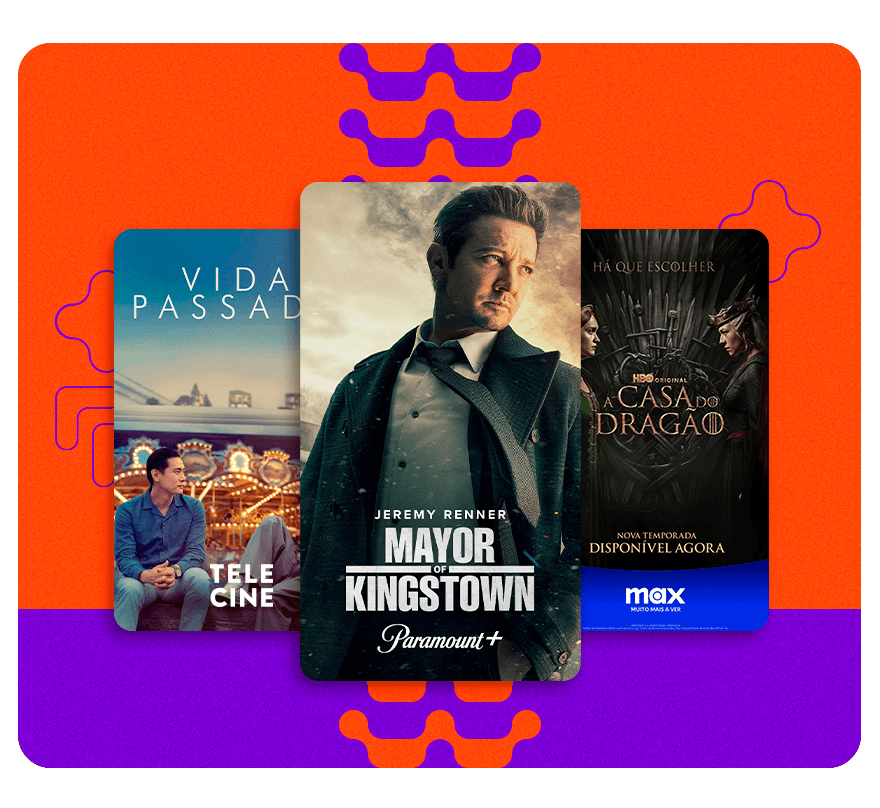 VIDA
PASSAD
TELE
CINE
JEREMY RENNER
MAYOR
OF
KINGSTOWN
Paramount+
HÁ QUE ESCOLHER
HBO ORIGINAL
A CASA DO
DRAGÃO
NOVA TEMPORADA
DISPONÍVEL AGORA
max
MUITO MAIS A VER